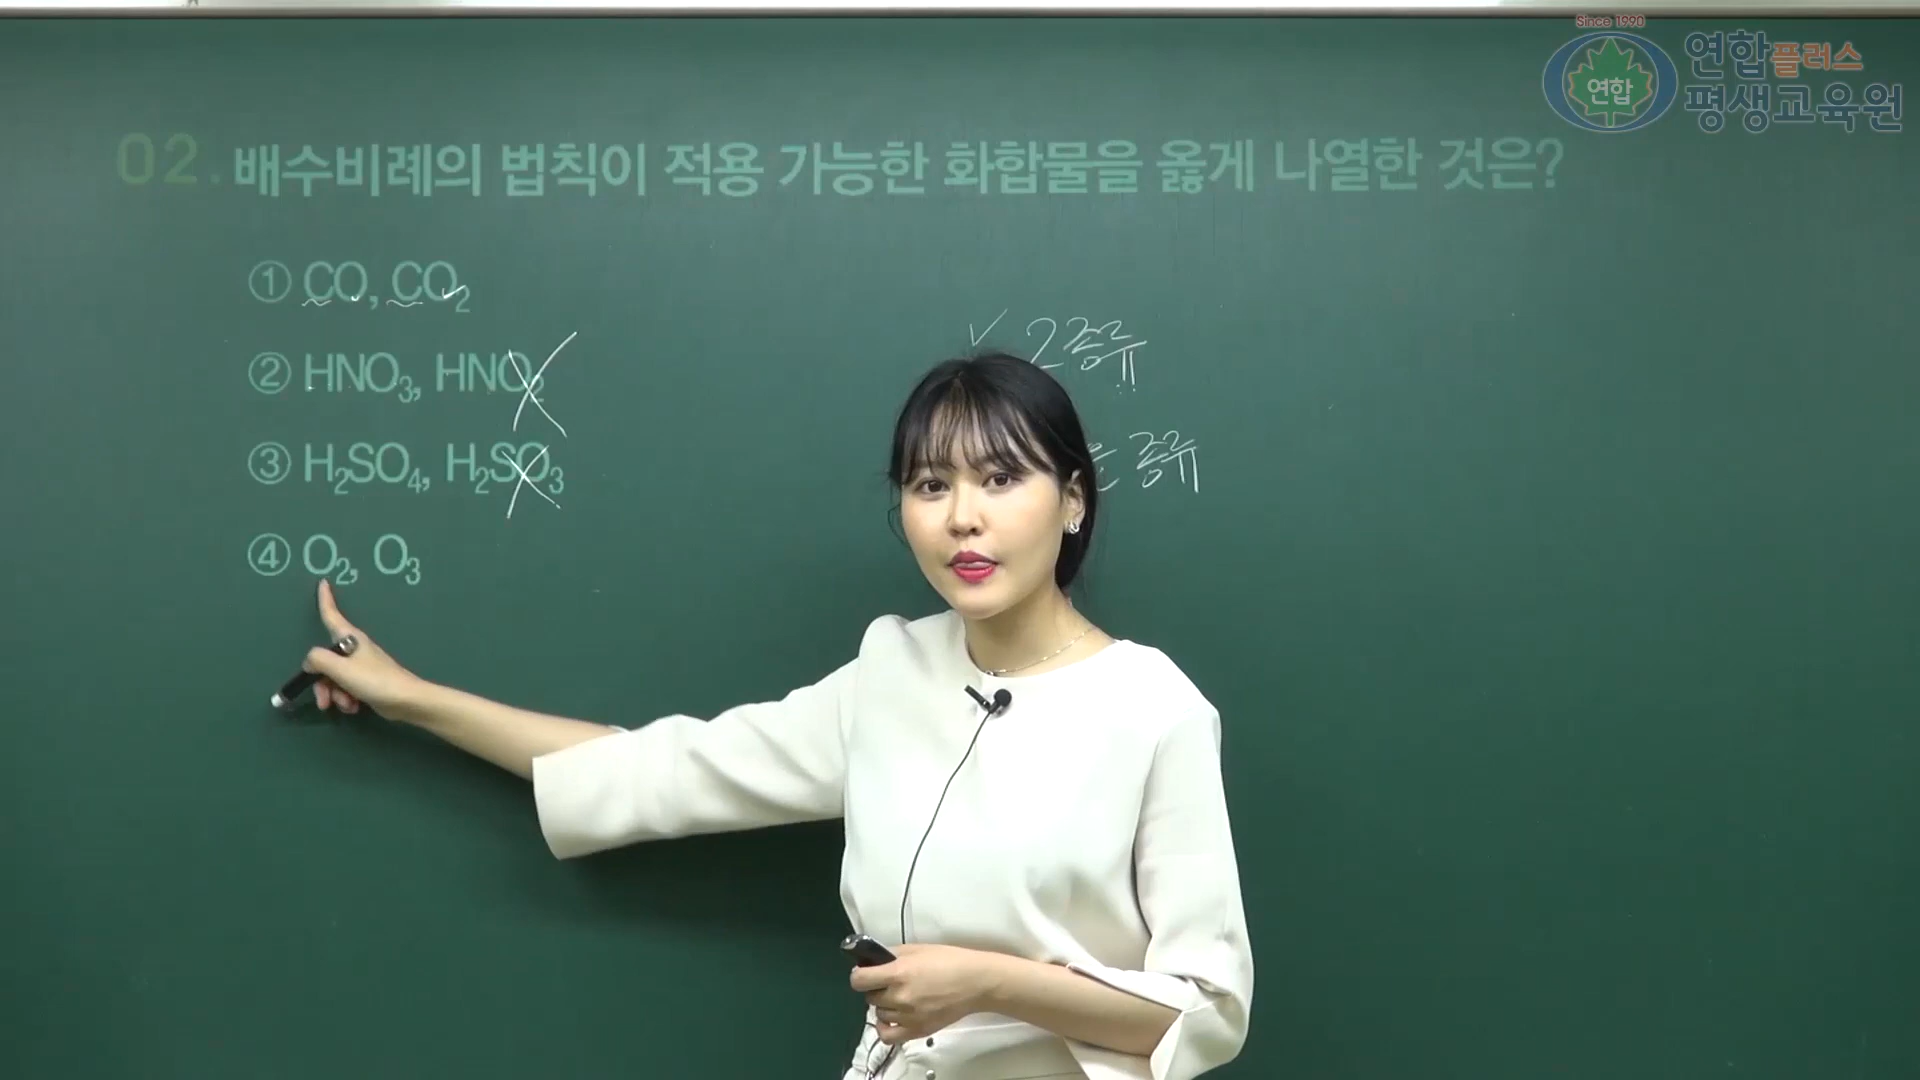 Since 1990
연합
연합플러스
평생교육원
02. 배수비례의 법칙이 적용 가능한 화합물을 옳게 나열한 것은?
① CO, CO₂
② HNO₃, HNO₂
③ H₂SO₄, H₂SO₃
④ O₂, O₃
✓ 2종류
종류